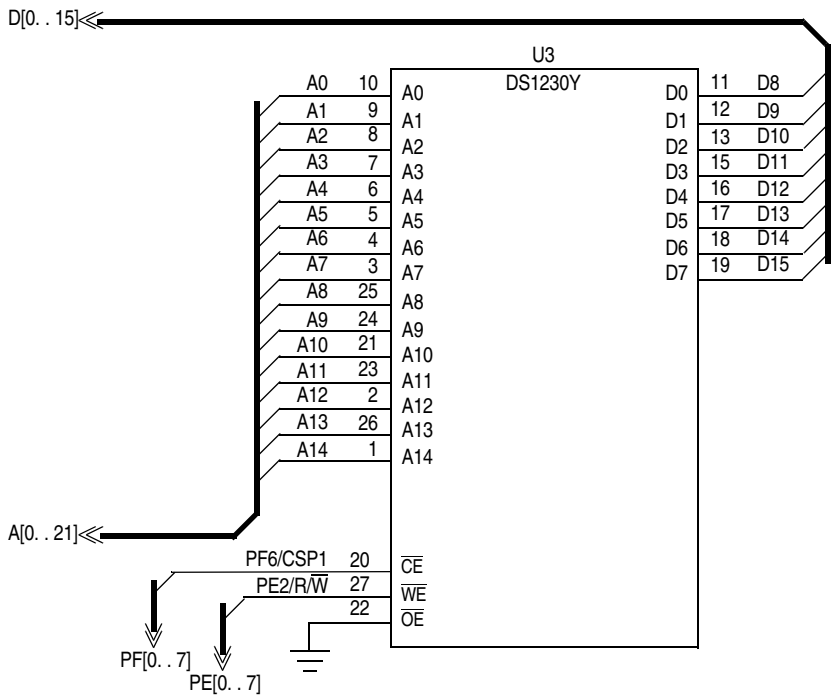 D[0. . 15]
U3
DS1230Y
A0 10 A0 D0 11 D8
A1 9 A1 D1 12 D9
A2 8 A2 D2 13 D10
A3 7 A3 D3 15 D11
A4 6 A4 D4 16 D12
A5 5 A5 D5 17 D13
A6 4 A6 D6 18 D14
A7 3 A7 D7 19 D15
A8 25 A8
A9 24 A9
A10 21 A10
A11 23 A11
A12 2 A12
A13 26 A13
A14 1 A14
A[0. . 21]
PF6/CSP1 20 C̅E̅
PE2/R/W̅ 27 W̅E̅
22 O̅E̅
PF[0. . 7]
PE[0. . 7]